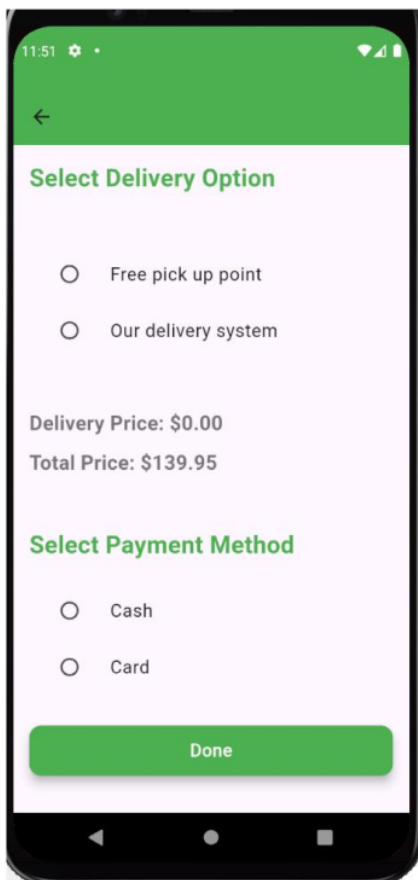 11:51
Select Delivery Option
Free pick up point
Our delivery system
Delivery Price: $0.00
Total Price: $139.95
Select Payment Method
Cash
Card
Done